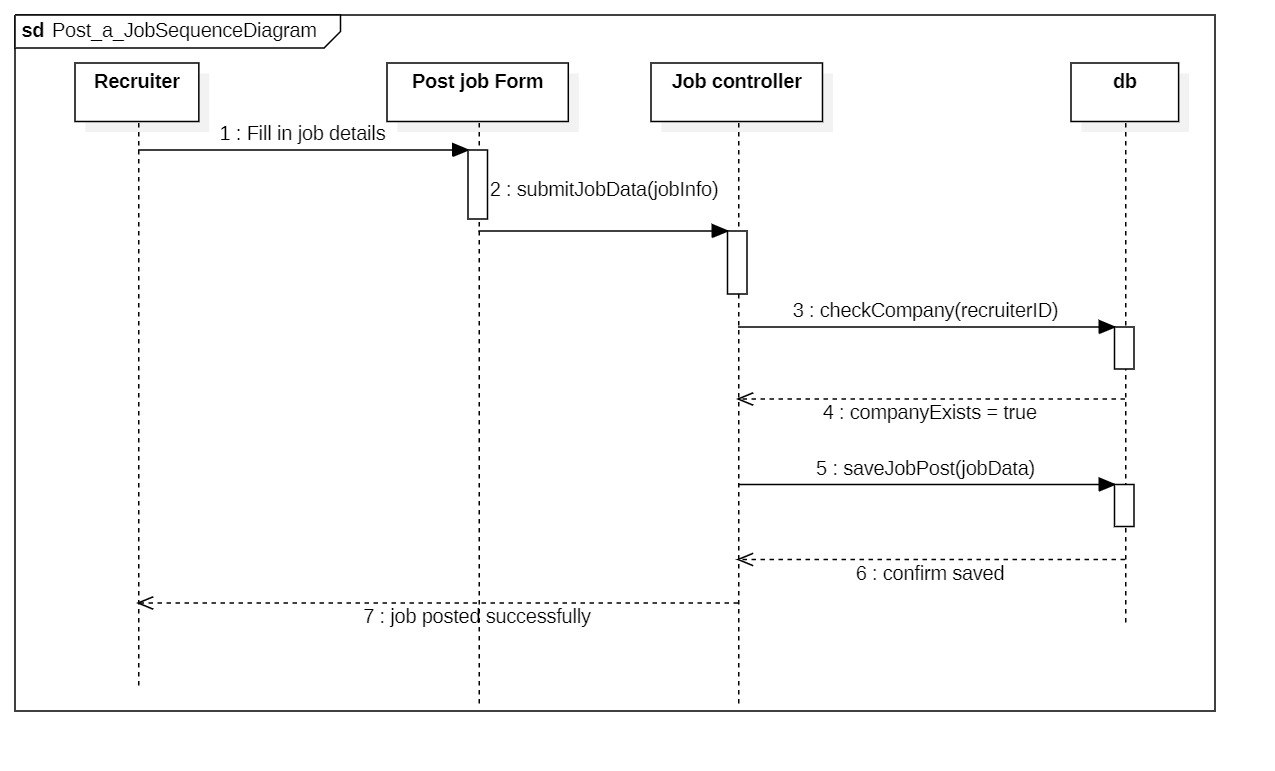 sd Post_a_JobSequenceDiagram
Recruiter
Post job Form
Job controller
db
1 : Fill in job details
2 : submitJobData(jobInfo)
3 : checkCompany(recruiterID)
4 : companyExists = true
5 : saveJobPost(jobData)
6 : confirm saved
7 : job posted successfully